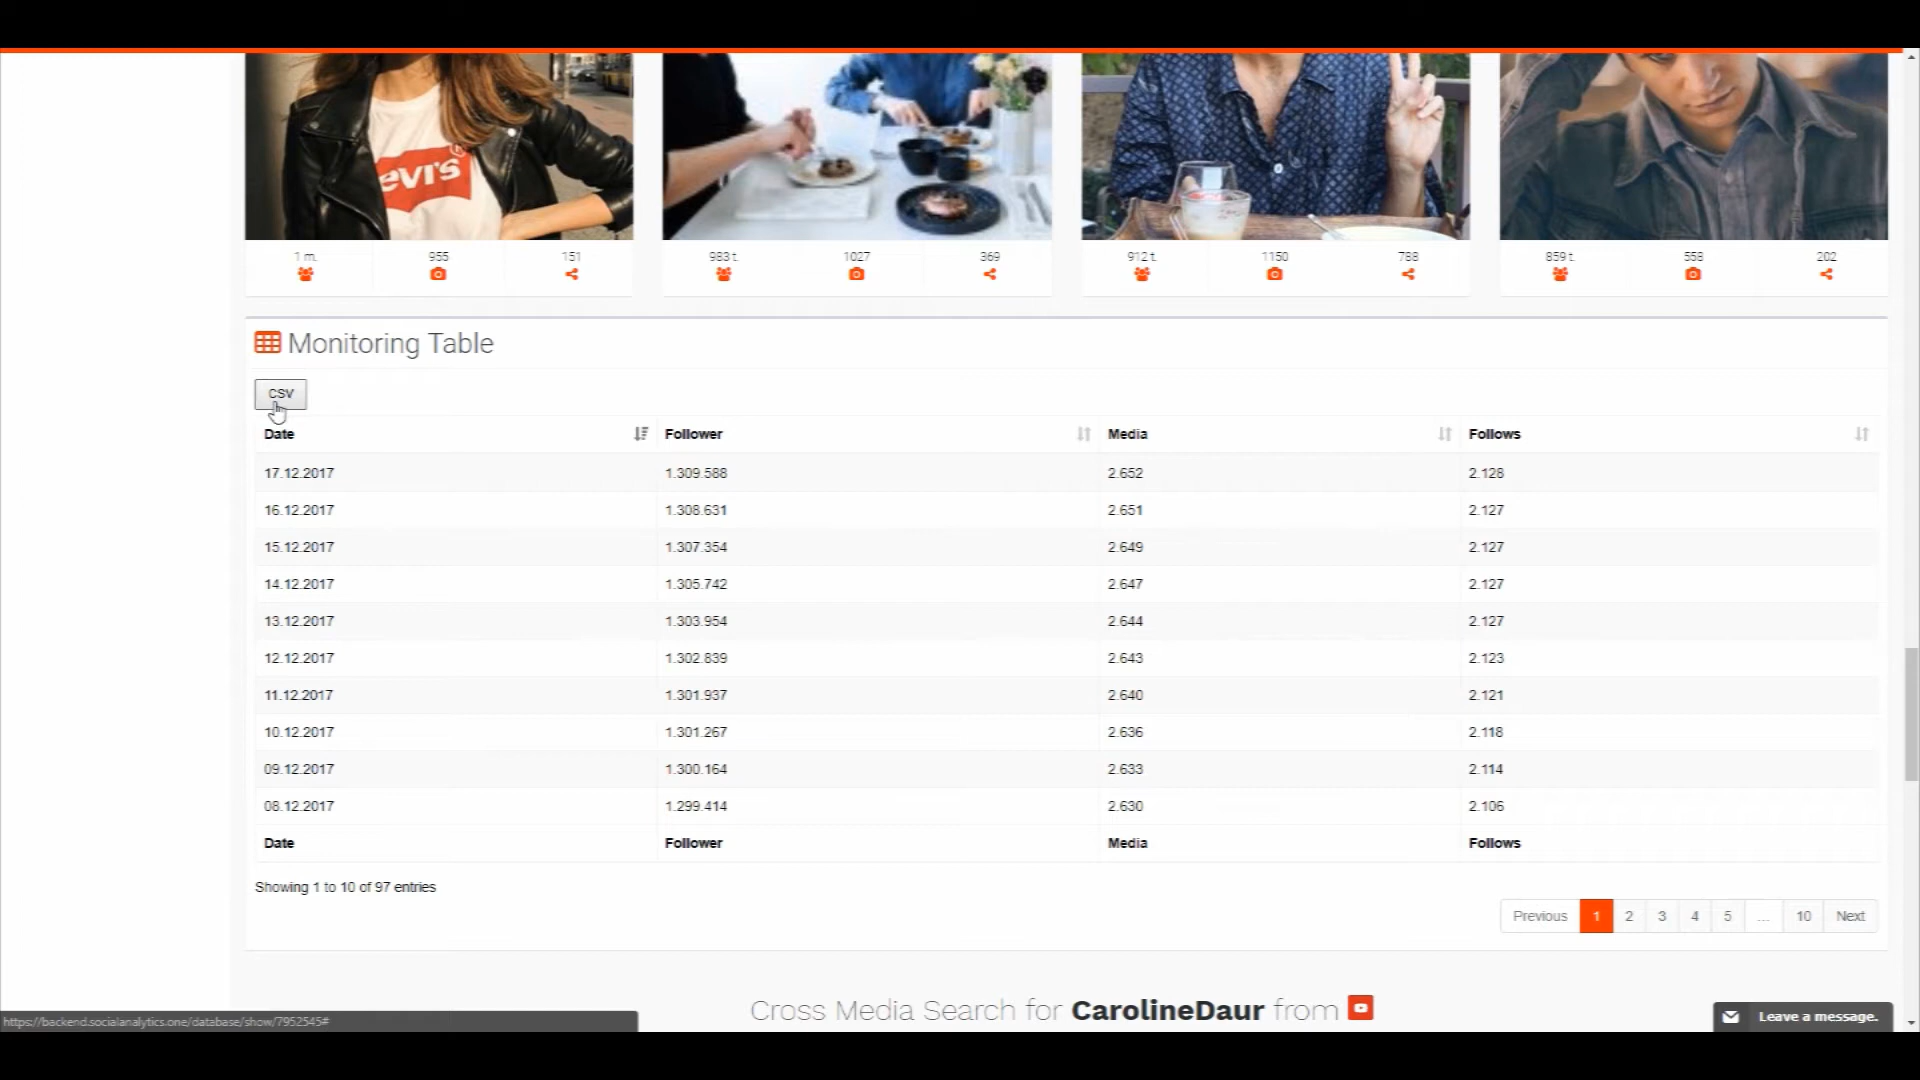 evi's
1 m. 955 151 983 t. 1027 369 912 t. 1150 788 859 t. 558 202
Monitoring Table
CSV
Date Follower Media Follows
17.12.2017 1.309.588 2.652 2.128
16.12.2017 1.308.631 2.651 2.127
15.12.2017 1.307.354 2.649 2.127
14.12.2017 1.305.742 2.647 2.127
13.12.2017 1.303.954 2.644 2.127
12.12.2017 1.302.839 2.643 2.123
11.12.2017 1.301.937 2.640 2.121
10.12.2017 1.301.267 2.636 2.118
09.12.2017 1.300.164 2.633 2.114
08.12.2017 1.299.414 2.630 2.106
Date Follower Media Follows
Showing 1 to 10 of 97 entries
Previous 1 2 3 4 5 ... 10 Next
Cross Media Search for CarolineDaur from
Leave a message.
https://backend.socialanalytics.one/database/show/7952545#